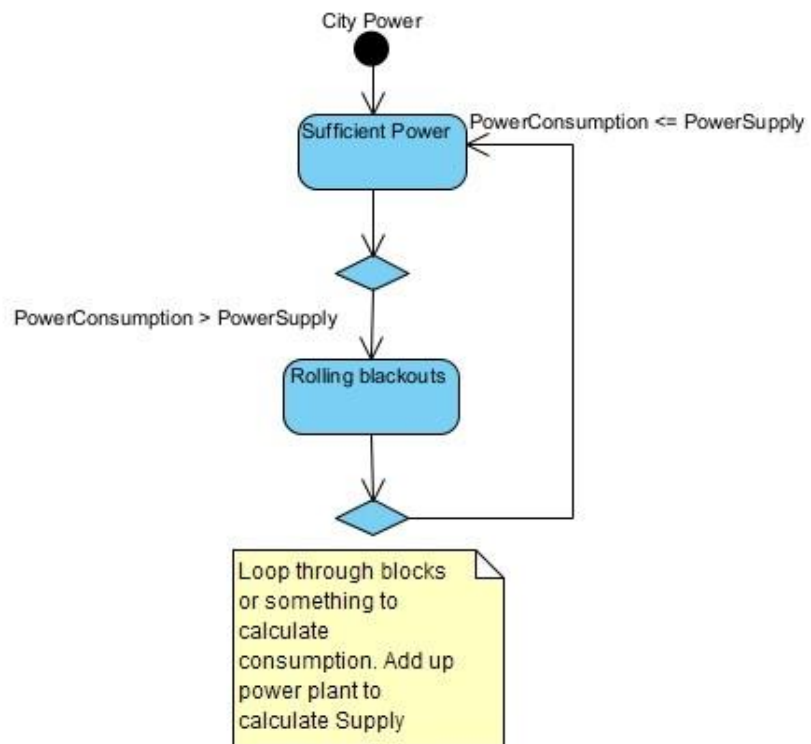 City Power
Sufficient Power
PowerConsumption <= PowerSupply
PowerConsumption > PowerSupply
Rolling blackouts
Loop through blocks
or something to
calculate
consumption. Add up
power plant to
calculate Supply